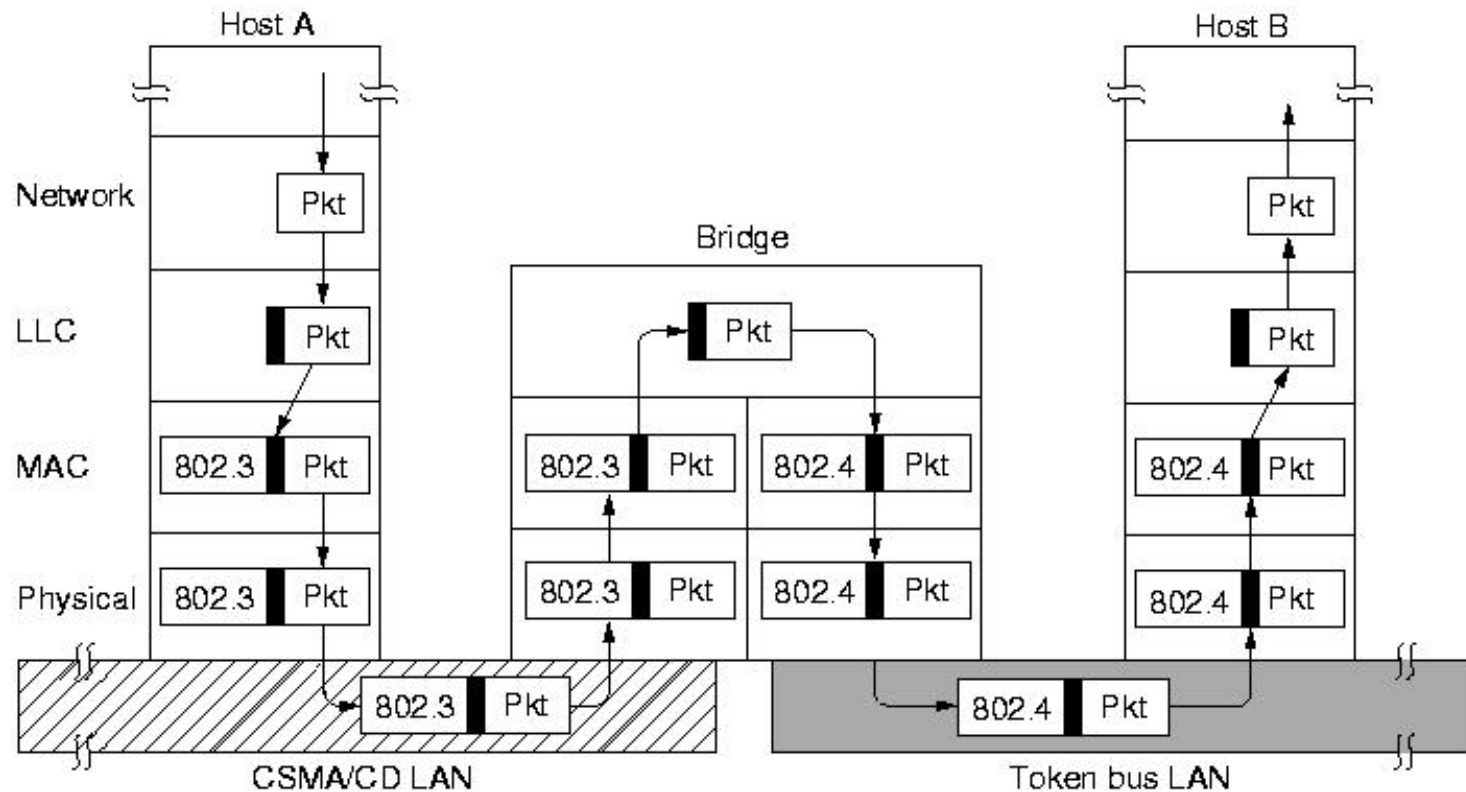 Host A
Host B
Network
Pkt
Pkt
Bridge
LLC
Pkt
Pkt
Pkt
MAC
802.3 Pkt
802.3 Pkt
802.4 Pkt
802.4 Pkt
Physical
802.3 Pkt
802.3 Pkt
802.4 Pkt
802.4 Pkt
802.3 Pkt
802.4 Pkt
CSMA/CD LAN
Token bus LAN